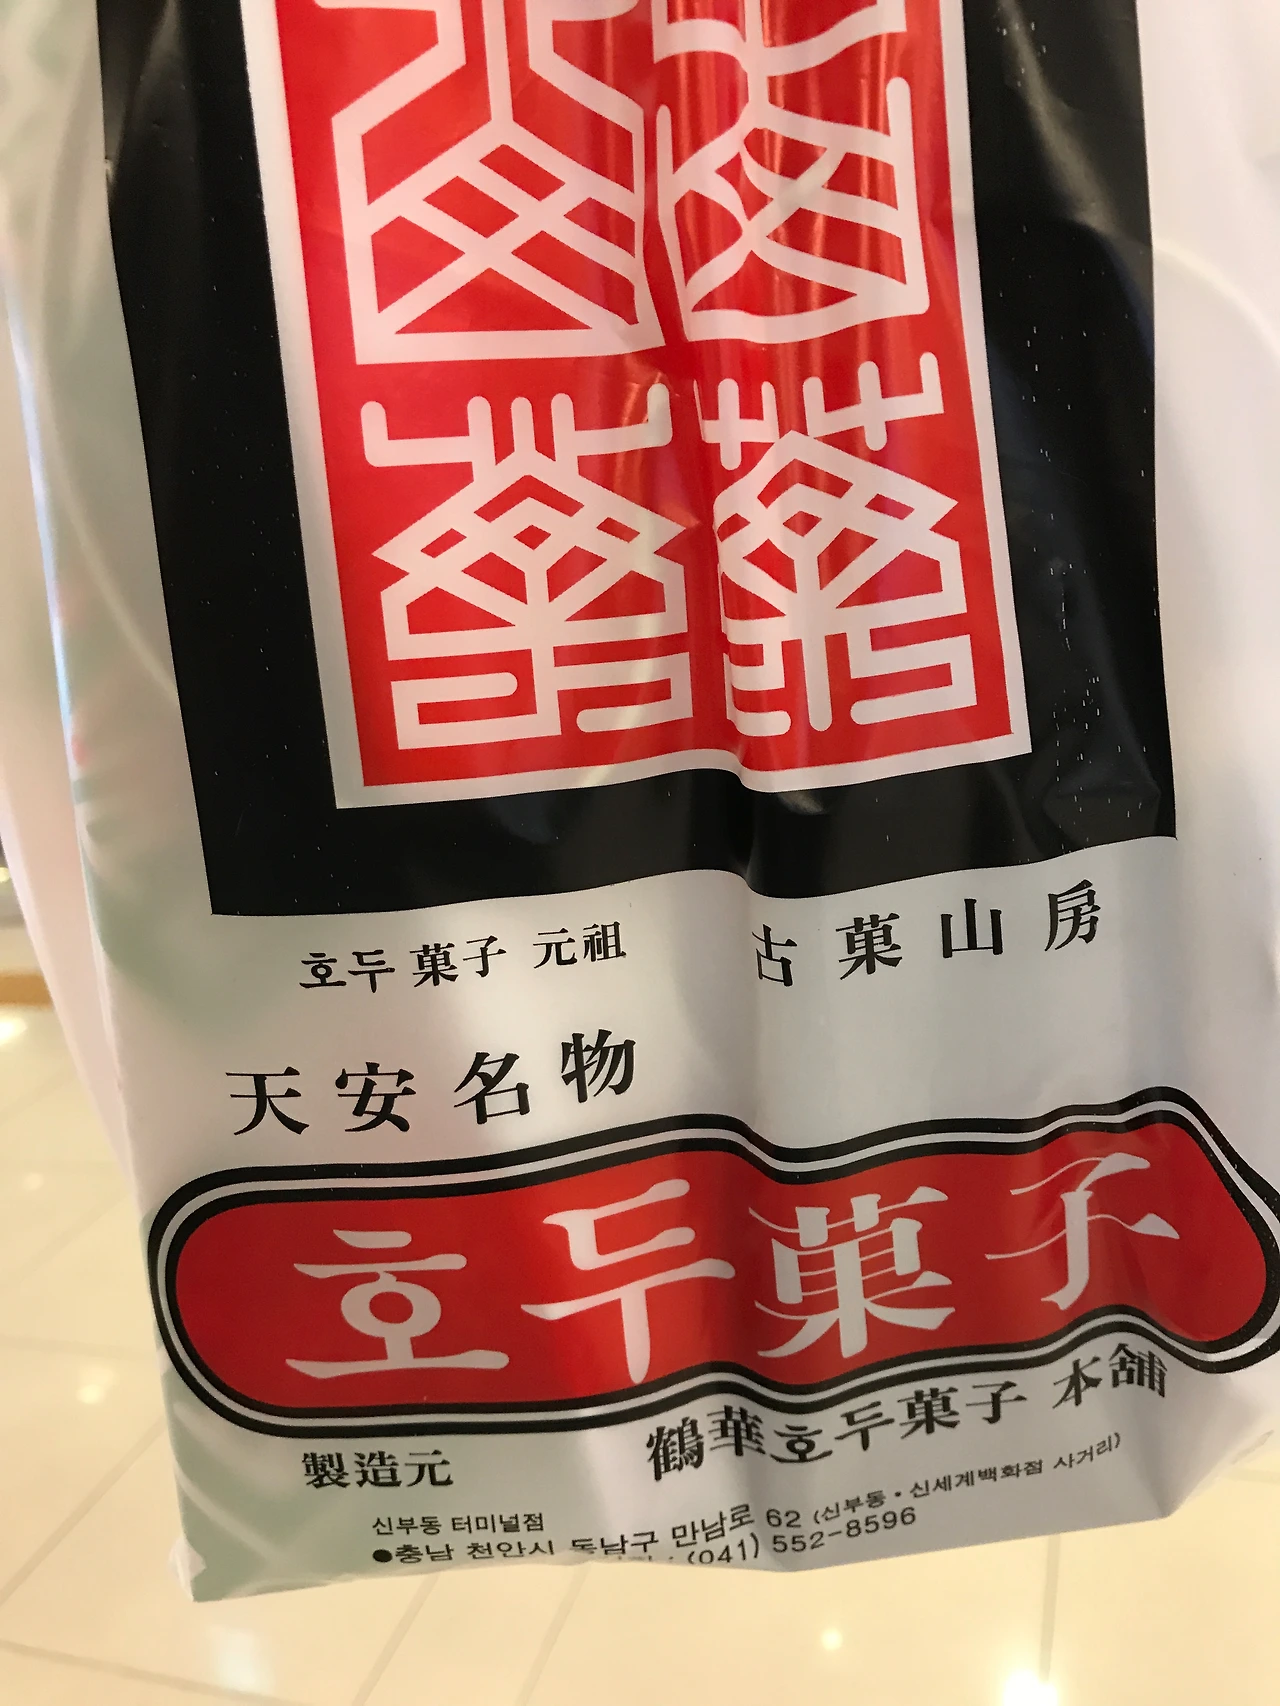 호두菓子 元祖 古菓山房
天安名物
호두菓子
製造元 鶴華호두菓子 本舖
신부동 터미널점
●충남 천안시 동남구 만남로 62 (신부동·신세계백화점 사거리)
(041) 552-8596